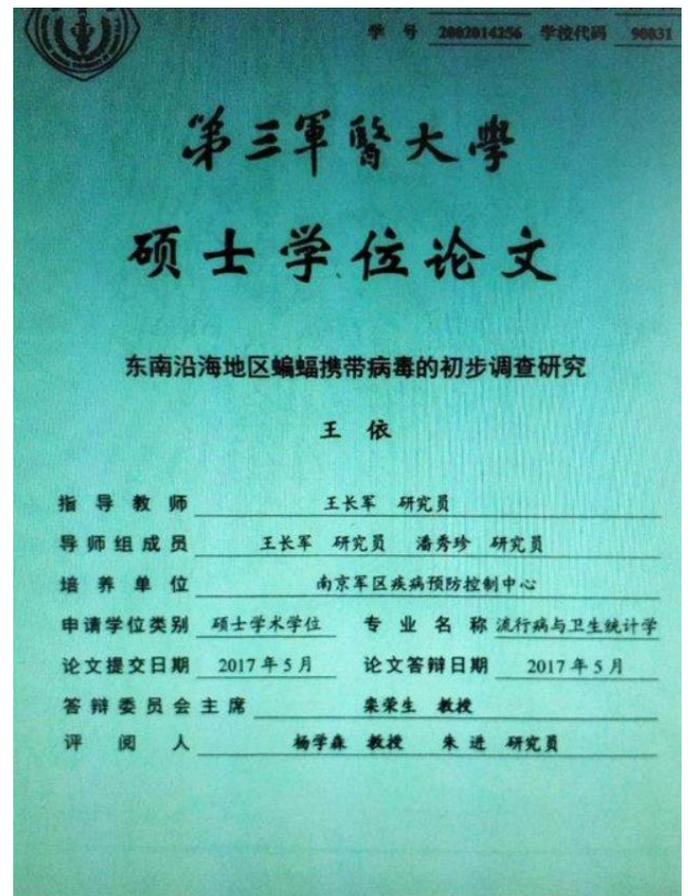 学 号 2002014256 学校代码 90031
第三軍醫大學
硕士学位论文
东南沿海地区蝙蝠携带病毒的初步调查研究
王 依
指 导 教 师 王长军 研究员
导 师 组 成 员 王长军 研究员 潘秀珍 研究员
培 养 单 位 南京军区疾病预防控制中心
申请学位类别 硕士学术学位 专 业 名 称 流行病与卫生统计学
论文提交日期 2017 年 5 月 论文答辩日期 2017 年 5 月
答 辩 委 员 会 主 席 栾荣生 教授
评 阅 人 杨学森 教授 朱 进 研究员